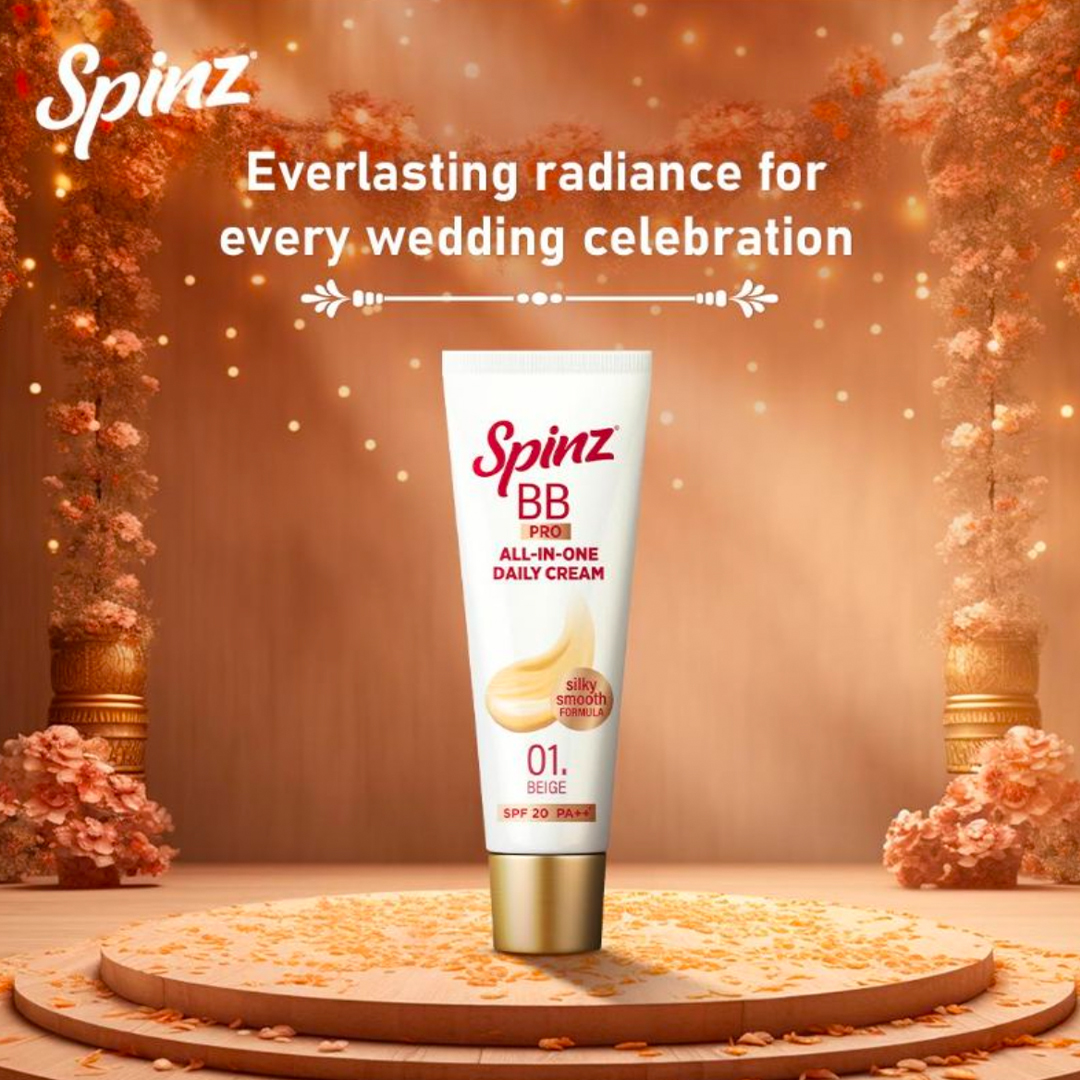 Spinz
Everlasting radiance for
every wedding celebration
Spinz
BB
PRO
ALL-IN-ONE
DAILY CREAM
silky
smooth
FORMULA
01.
BEIGE
SPF 20 PA++